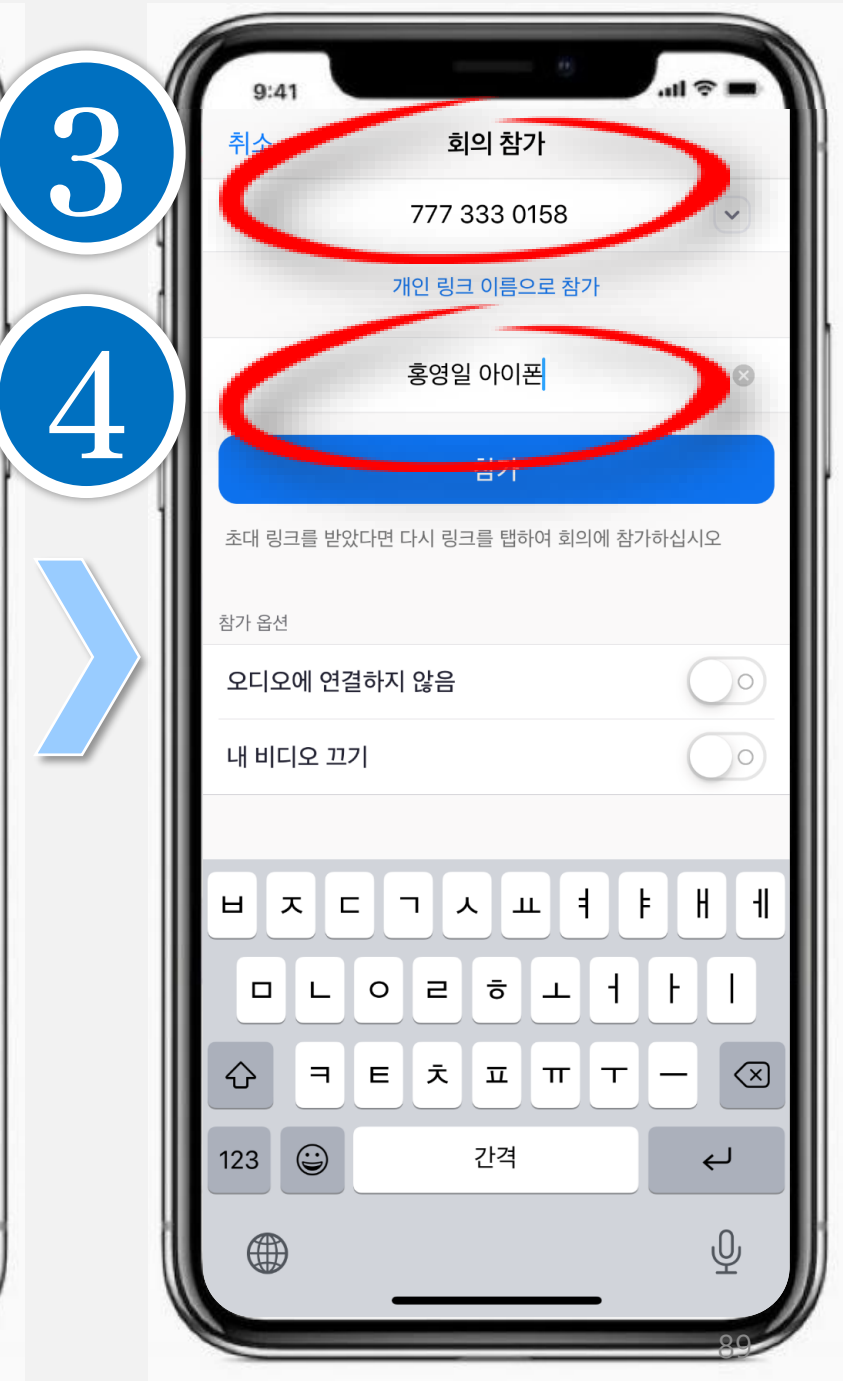 3
9:41
취소
회의 참가
777 333 0158
개인 링크 이름으로 참가
4
홍영일 아이폰
참가
초대 링크를 받았다면 다시 링크를 탭하여 회의에 참가하십시오
참가 옵션
오디오에 연결하지 않음
내 비디오 끄기
ㅂ ㅈ ㄷ ㄱ ㅅ ㅛ ㅕ ㅑ ㅐ ㅔ
ㅁ ㄴ ㅇ ㄹ ㅎ ㅗ ㅓ ㅏ ㅣ
ㅋ ㅌ ㅊ ㅍ ㅠ ㅜ ㅡ
123 간격
89